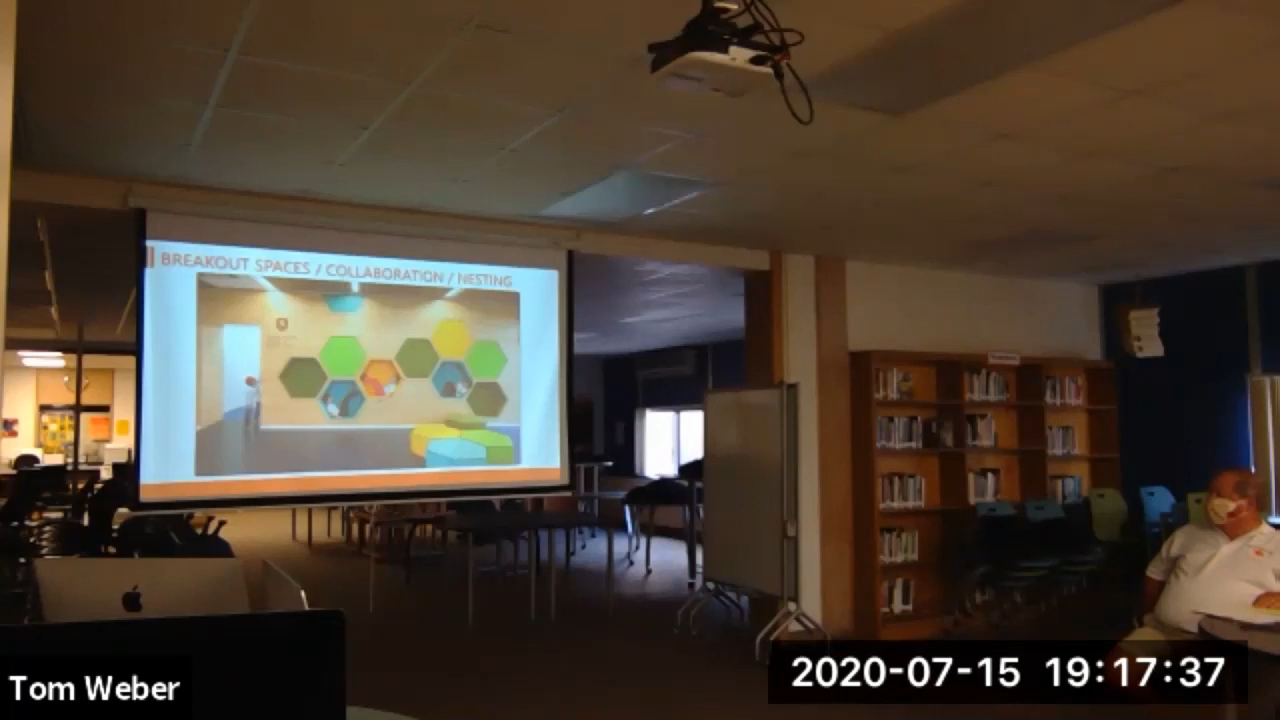 BREAKOUT SPACES / COLLABORATION / NESTING
Tom Weber
2020-07-15 19:17:37